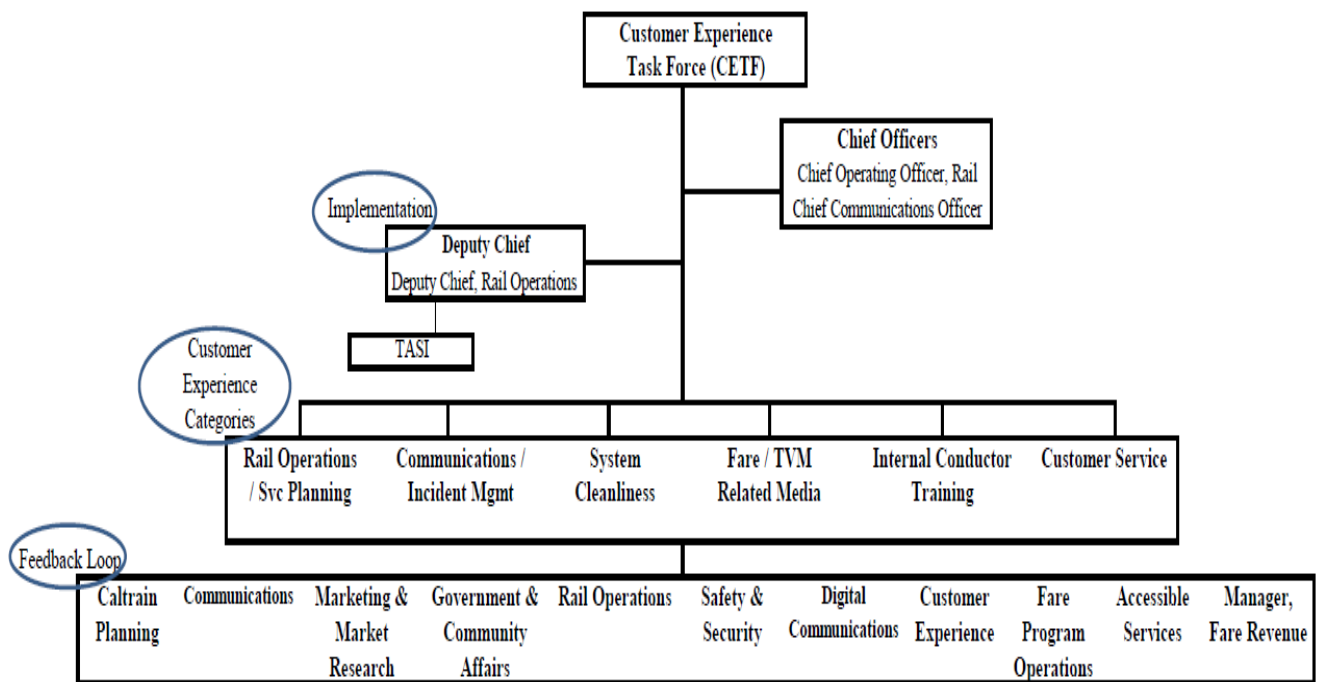 Customer Experience
Task Force (CETF)
Chief Officers
Chief Operating Officer, Rail
Chief Communications Officer
Implementation
Deputy Chief
Deputy Chief, Rail Operations
TASI
Customer
Experience
Categories
Rail Operations
/ Svc Planning
Communications /
Incident Mgmt
System
Cleanliness
Fare / TVM
Related Media
Internal Conductor
Training
Customer Service
Feedback Loop
Caltrain
Planning
Communications
Marketing &
Market
Research
Government &
Community
Affairs
Rail Operations
Safety &
Security
Digital
Communications
Customer
Experience
Fare
Program
Operations
Accessible
Services
Manager,
Fare Revenue